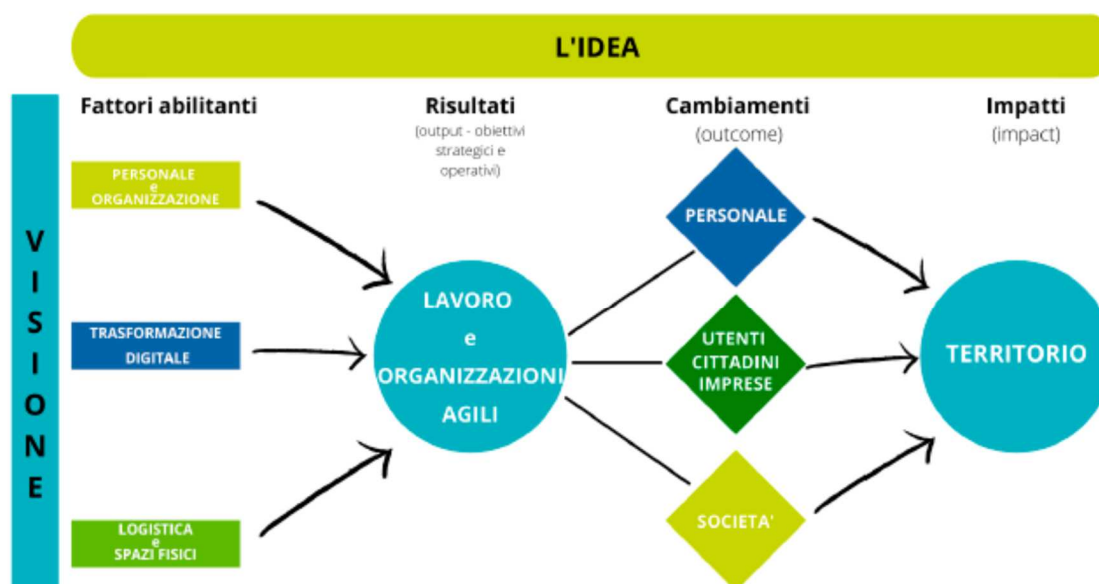 L'IDEA
VISIONE
Fattori abilitanti
PERSONALE
e
ORGANIZZAZIONE
TRASFORMAZIONE
DIGITALE
LOGISTICA
e
SPAZI FISICI
Risultati
(output - obiettivi
strategici e
operativi)
LAVORO
e
ORGANIZZAZIONI
AGILI
Cambiamenti
(outcome)
PERSONALE
UTENTI
CITTADINI
IMPRESE
SOCIETA'
Impatti
(impact)
TERRITORIO